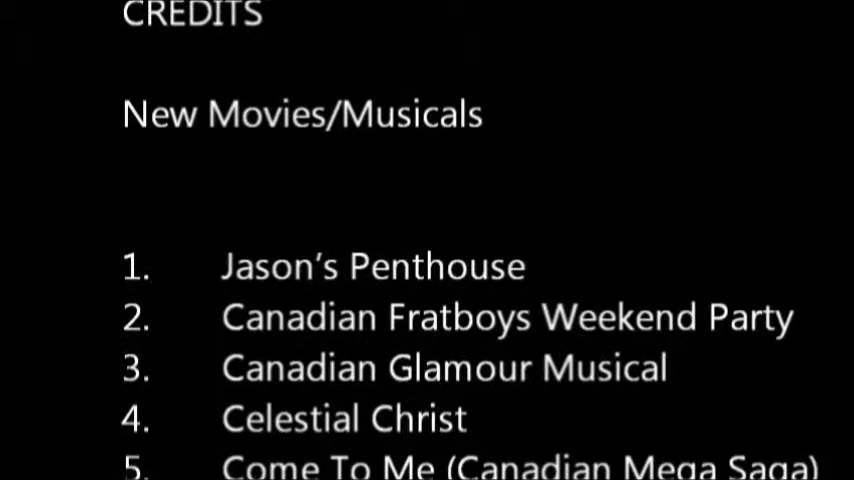 CREDITS
New Movies/Musicals
1. Jason's Penthouse
2. Canadian Fratboys Weekend Party
3. Canadian Glamour Musical
4. Celestial Christ
5. Come To Me (Canadian Mega Saga)